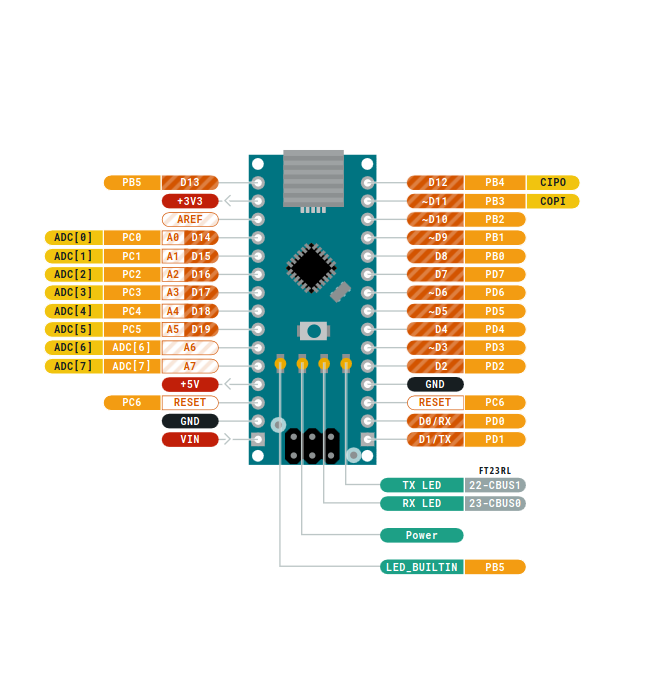 PB5 D13 D12 PB4 CIPO
+3V3 ~D11 PB3 COPI
AREF ~D10 PB2
ADC[0] PC0 A0 D14 ~D9 PB1
ADC[1] PC1 A1 D15 D8 PB0
ADC[2] PC2 A2 D16 D7 PD7
ADC[3] PC3 A3 D17 ~D6 PD6
ADC[4] PC4 A4 D18 ~D5 PD5
ADC[5] PC5 A5 D19 D4 PD4
ADC[6] ADC[6] A6 ~D3 PD3
ADC[7] ADC[7] A7 D2 PD2
+5V GND
PC6 RESET RESET PC6
GND D0/RX PD0
VIN D1/TX PD1
FT23RL
TX LED 22-CBUS1
RX LED 23-CBUS0
Power
LED_BUILTIN PB5